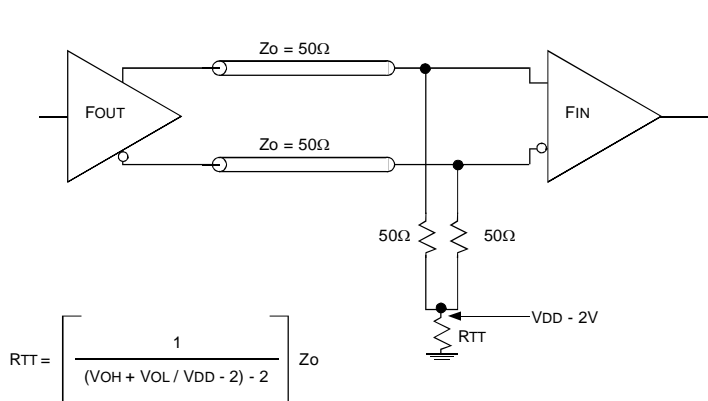 Zo = 50Ω
FOUT
FIN
Zo = 50Ω
50Ω
50Ω
VDD - 2V
RTT
RTT = 1 / (VOH + VOL / VDD - 2) - 2 Zo